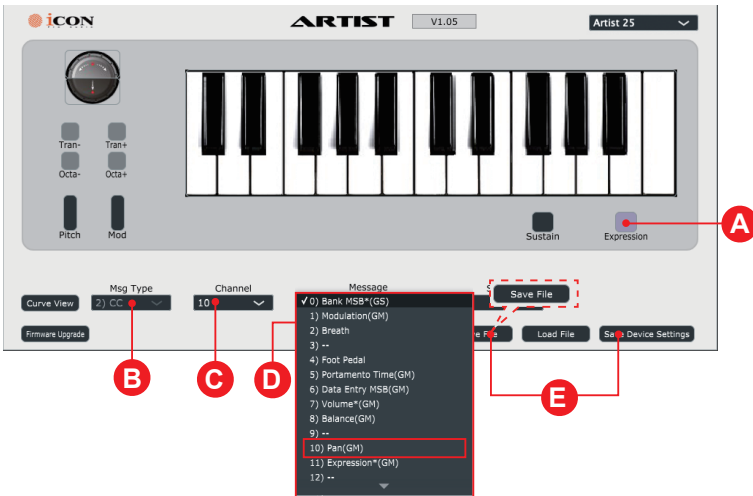 icon
PRO AUDIO
ARTIST
V1.05
Artist 25
Tran-
Tran+
Octa-
Octa+
Pitch
Mod
Sustain
Expression
A
Curve View
Msg Type
2) CC
Channel
10
Message
✓ 0) Bank MSB*(GS)
1) Modulation(GM)
2) Breath
3) --
4) Foot Pedal
5) Portamento Time(GM)
6) Data Entry MSB(GM)
7) Volume*(GM)
8) Balance(GM)
9) --
10) Pan(GM)
11) Expression*(GM)
12) --
Save File
Firmware Upgrade
File
Load File
Save Device Settings
B
C
D
E